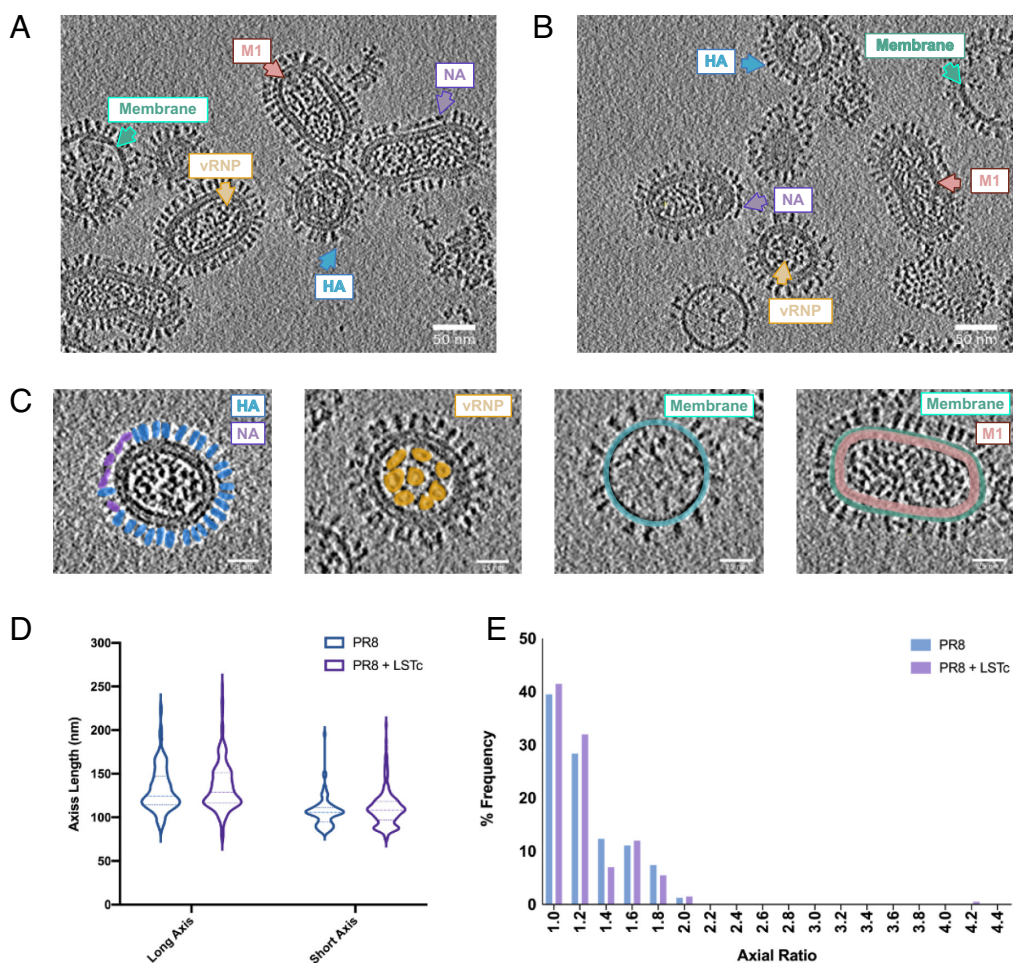 A
M1
NA
Membrane
vRNP
HA
50 nm
B
Membrane
HA
M1
NA
vRNP
50 nm
C
HA
NA
vRNP
Membrane
Membrane
M1
D
PR8
PR8 + LSTc
Axiss Length (nm)
300
250
200
150
100
50
0
Long Axis
Short Axis
E
PR8
PR8 + LSTc
% Frequency
50
40
30
20
10
0
1.0 1.2 1.4 1.6 1.8 2.0 2.2 2.4 2.6 2.8 3.0 3.2 3.4 3.6 3.8 4.0 4.2 4.4
Axial Ratio